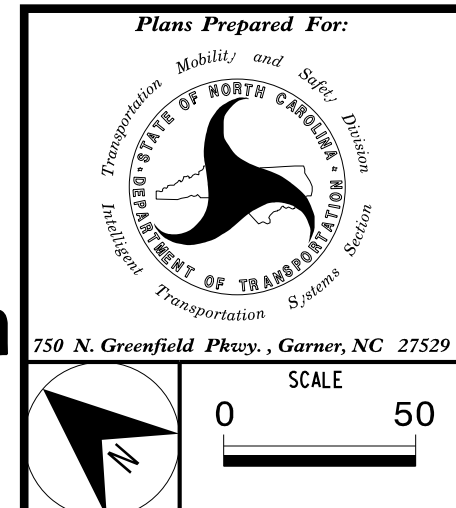 Plans Prepared For:
Transportation Mobility and Safety Division
STATE OF NORTH CAROLINA
DEPARTMENT OF TRANSPORTATION
Intelligent Transportation Systems Section
750 N. Greenfield Pkwy. , Garner, NC 27529
SCALE
0 50
N